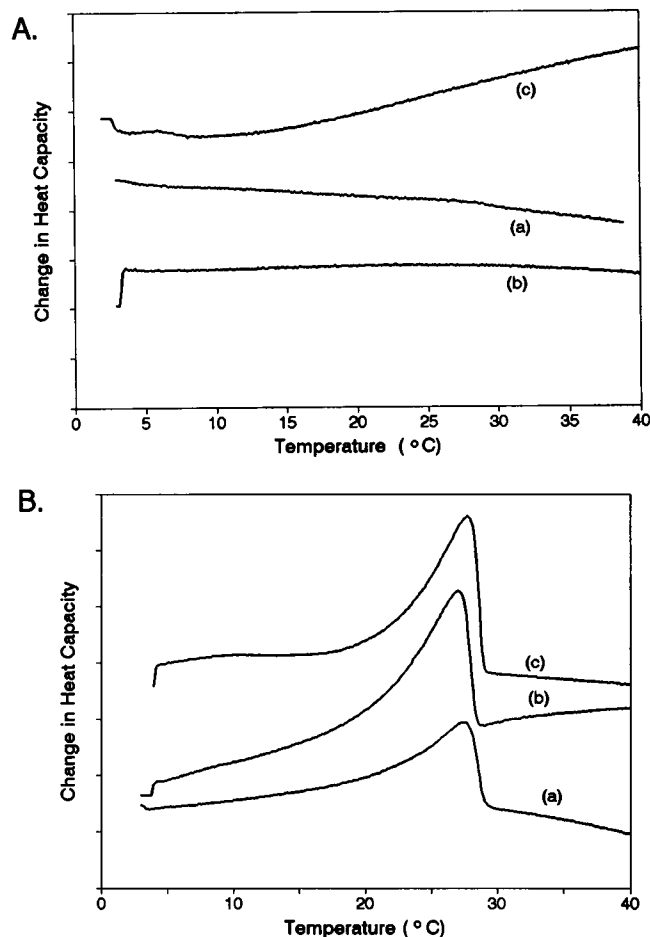 A.
Change in Heat Capacity
(c)
(a)
(b)
0 5 10 15 20 25 30 35 40
Temperature ( °C)
B.
Change in Heat Capacity
(c)
(b)
(a)
0 10 20 30 40
Temperature ( °C)